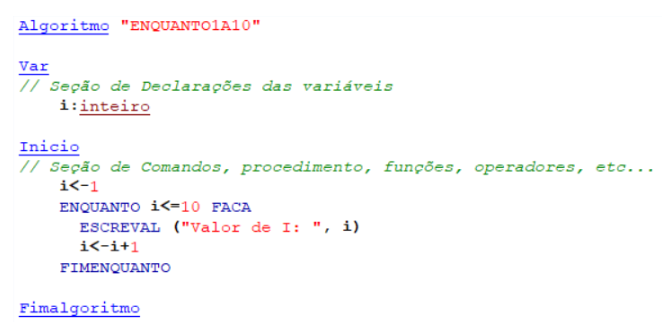 Algoritmo "ENQUANTO1A10"
Var
// Seção de Declarações das variáveis
i:inteiro
Inicio
// Seção de Comandos, procedimento, funções, operadores, etc...
i<-1
ENQUANTO i<=10 FACA
ESCREVAL ("Valor de I: ", i)
i<-i+1
FIMENQUANTO
Fimalgoritmo